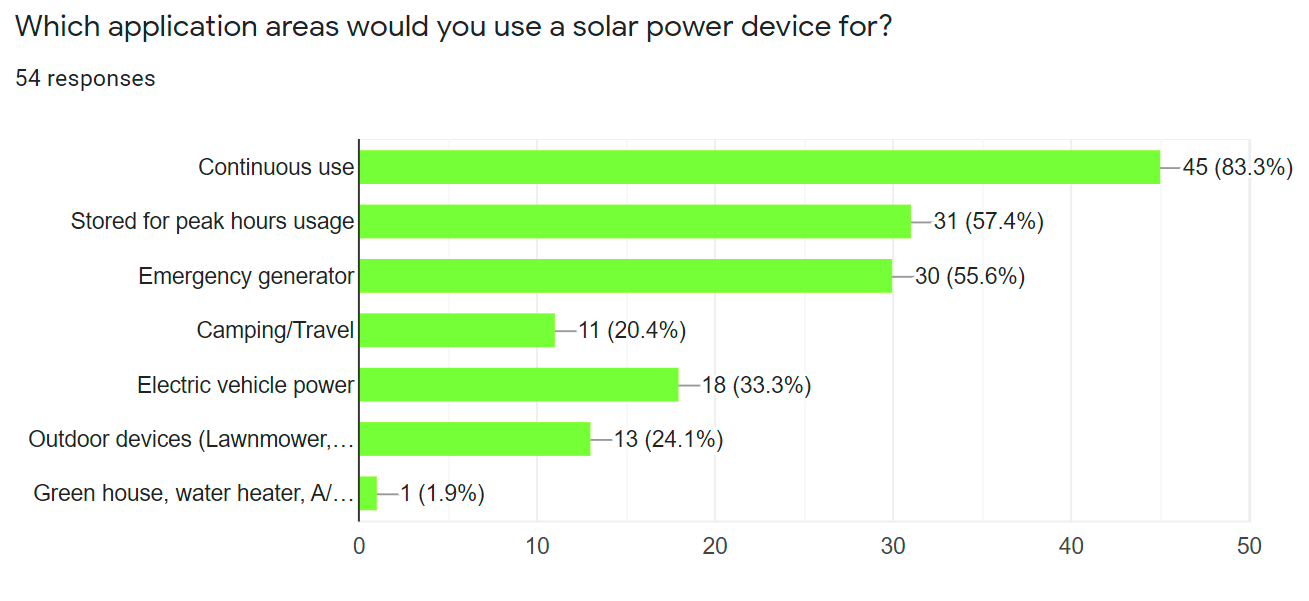 Which application areas would you use a solar power device for?
54 responses
Continuous use 45 (83.3%)
Stored for peak hours usage 31 (57.4%)
Emergency generator 30 (55.6%)
Camping/Travel 11 (20.4%)
Electric vehicle power 18 (33.3%)
Outdoor devices (Lawnmower,... 13 (24.1%)
Green house, water heater, A/... 1 (1.9%)
0 10 20 30 40 50